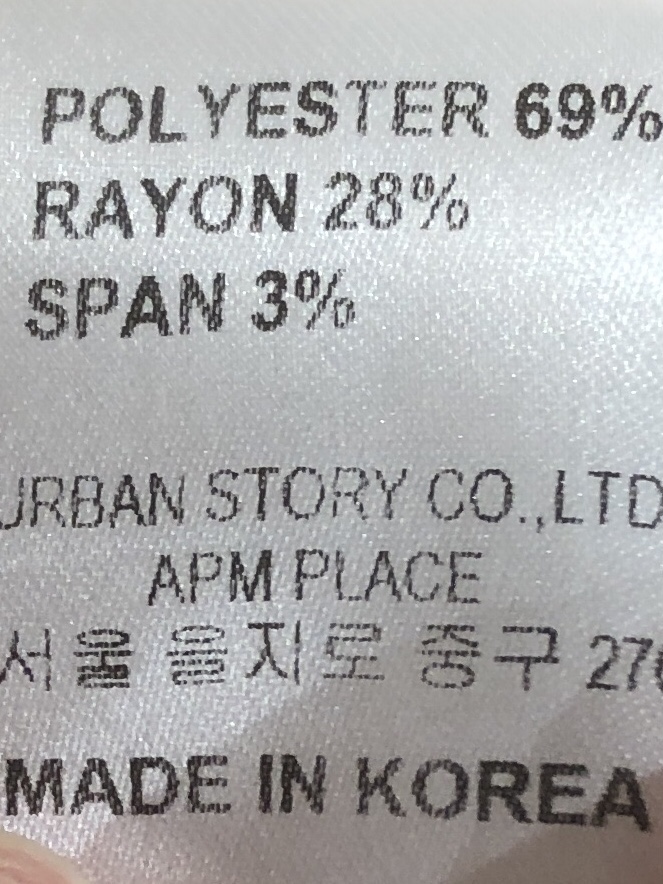 POLYESTER 69%
RAYON 28%
SPAN 3%
URBAN STORY CO.,LTD
APM PLACE
서울 을지로 중구
MADE IN KOREA